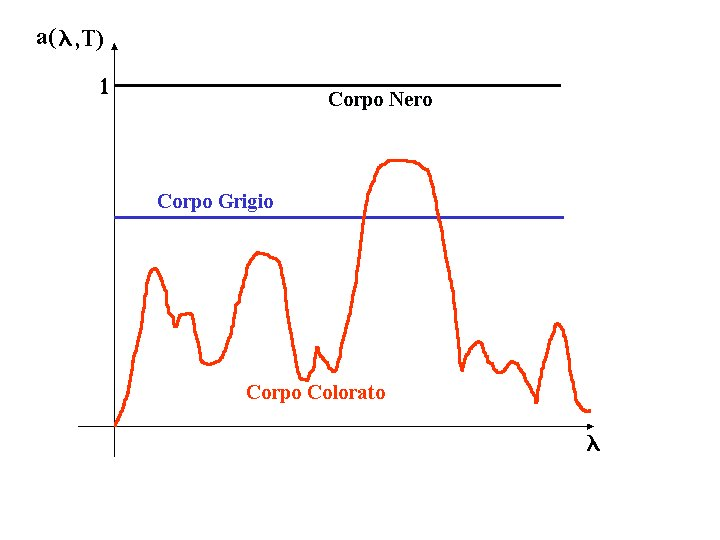 a(λ,T)
1
Corpo Nero
Corpo Grigio
Corpo Colorato
λ